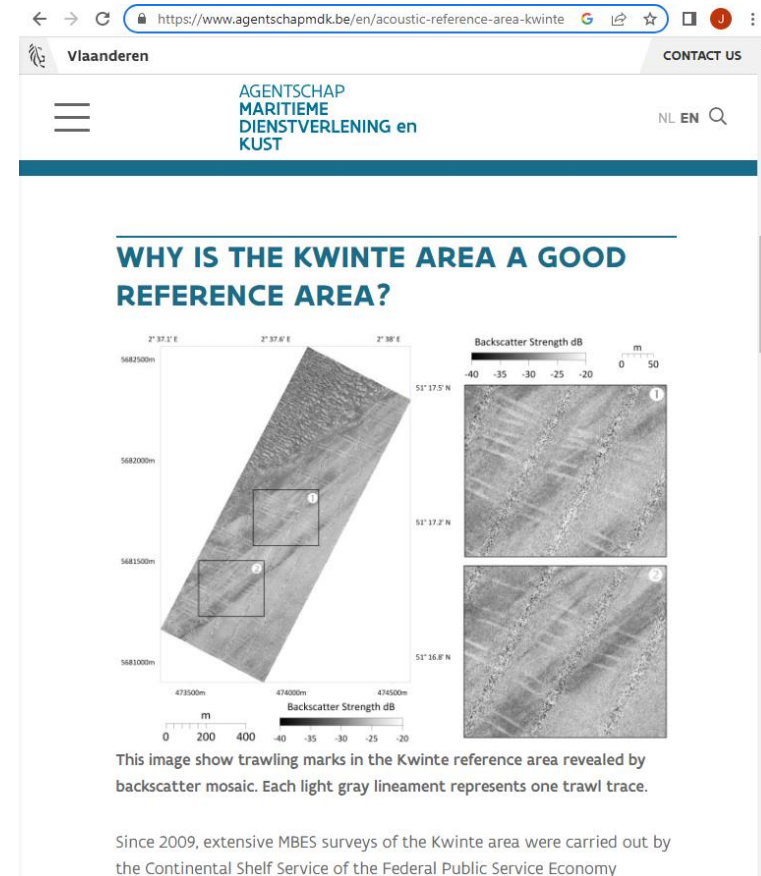 https://www.agentschapmdk.be/en/acoustic-reference-area-kwinte
J
Vlaanderen
CONTACT US
AGENTSCHAP
MARITIEME
DIENSTVERLENING en
KUST
NL EN
WHY IS THE KWINTE AREA A GOOD
REFERENCE AREA?
2° 37.1' E 2° 37.6' E 2° 38' E
5682500m
5682000m
5681500m
5681000m
51° 17.5' N
51° 17.2' N
51° 16.8' N
1
2
473500m 474000m 474500m
m
0 200 400
Backscatter Strength dB
-40 -35 -30 -25 -20
Backscatter Strength dB
-40 -35 -30 -25 -20
m
0 50
1
2
This image show trawling marks in the Kwinte reference area revealed by
backscatter mosaic. Each light gray lineament represents one trawl trace.
Since 2009, extensive MBES surveys of the Kwinte area were carried out by
the Continental Shelf Service of the Federal Public Service Economy